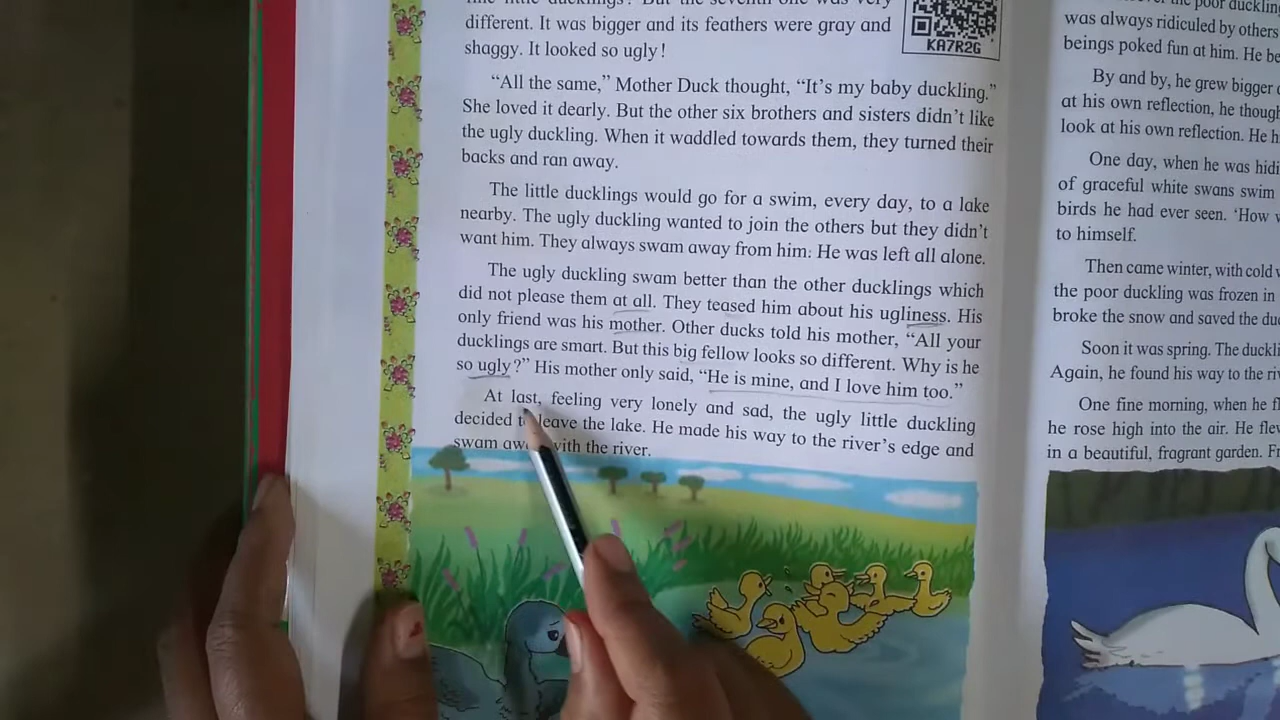 different. It was bigger and its feathers were gray and
shaggy. It looked so ugly!
KA7R2G
“All the same,” Mother Duck thought, “It’s my baby duckling.”
She loved it dearly. But the other six brothers and sisters didn’t like
the ugly duckling. When it waddled towards them, they turned their
backs and ran away.
The little ducklings would go for a swim, every day, to a lake
nearby. The ugly duckling wanted to join the others but they didn’t
want him. They always swam away from him. He was left all alone.
The ugly duckling swam better than the other ducklings which
did not please them at all. They teased him about his ugliness. His
only friend was his mother. Other ducks told his mother, “All your
ducklings are smart. But this big fellow looks so different. Why is he
so ugly?” His mother only said, “He is mine, and I love him too.”
At last, feeling very lonely and sad, the ugly little duckling
decided leave the lake. He made his way to the river’s edge and
swam with the river.
the poor duckling
was always ridiculed by others
beings poked fun at him. He
By and by, he grew bigger
at his own reflection, he
look at his own reflection. He
One day, when he was
of graceful white swans swim
birds he had ever seen. ‘How
to himself.
Then came winter, with cold
the poor duckling was frozen in
broke the snow and saved the
Soon it was spring. The
Again, he found his way to the
One fine morning, when he
he rose high into the air. He
in a beautiful, fragrant garden.